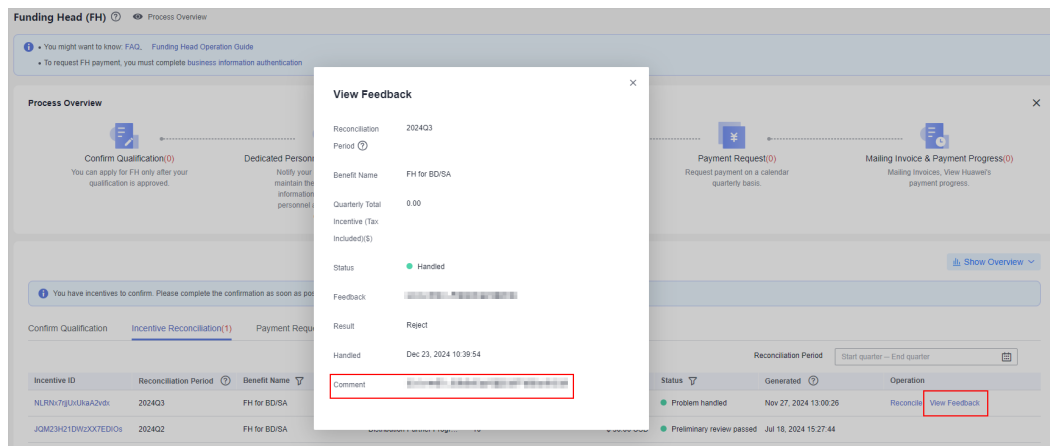 Funding Head (FH) Process Overview
• You might want to know: FAQ、 Funding Head Operation Guide
• To request FH payment, you must complete business information authentication
Process Overview
Confirm Qualification(0)
You can apply for FH only after your
qualification is approved.
Dedicated Personn
Notify your
maintain the
information
personnel
Payment Request(0)
Request payment on a calendar
quarterly basis.
Mailing Invoice & Payment Progress(0)
Mailing Invoices, View Huawei's
payment progress.
Show Overview
You have incentives to confirm. Please complete the confirmation as soon as pos
Confirm Qualification Incentive Reconciliation(1) Payment Requ
Reconciliation Period Start quarter – End quarter
Incentive ID Reconciliation Period Benefit Name Status Generated Operation
2024Q3 FH for BD/SA Problem handled Nov 27, 2024 13:00:26 Reconcile View Feedback
JQM23H21DWzXX7EDIOs 2024Q2 FH for BD/SA Preliminary review passed Jul 18, 2024 15:27:44
View Feedback
Reconciliation
Period
2024Q3
Benefit Name FH for BD/SA
Quarterly Total
Incentive (Tax
Included)($)
0.00
Status Handled
Feedback
Result Reject
Handled Dec 23, 2024 10:39:54
Comment